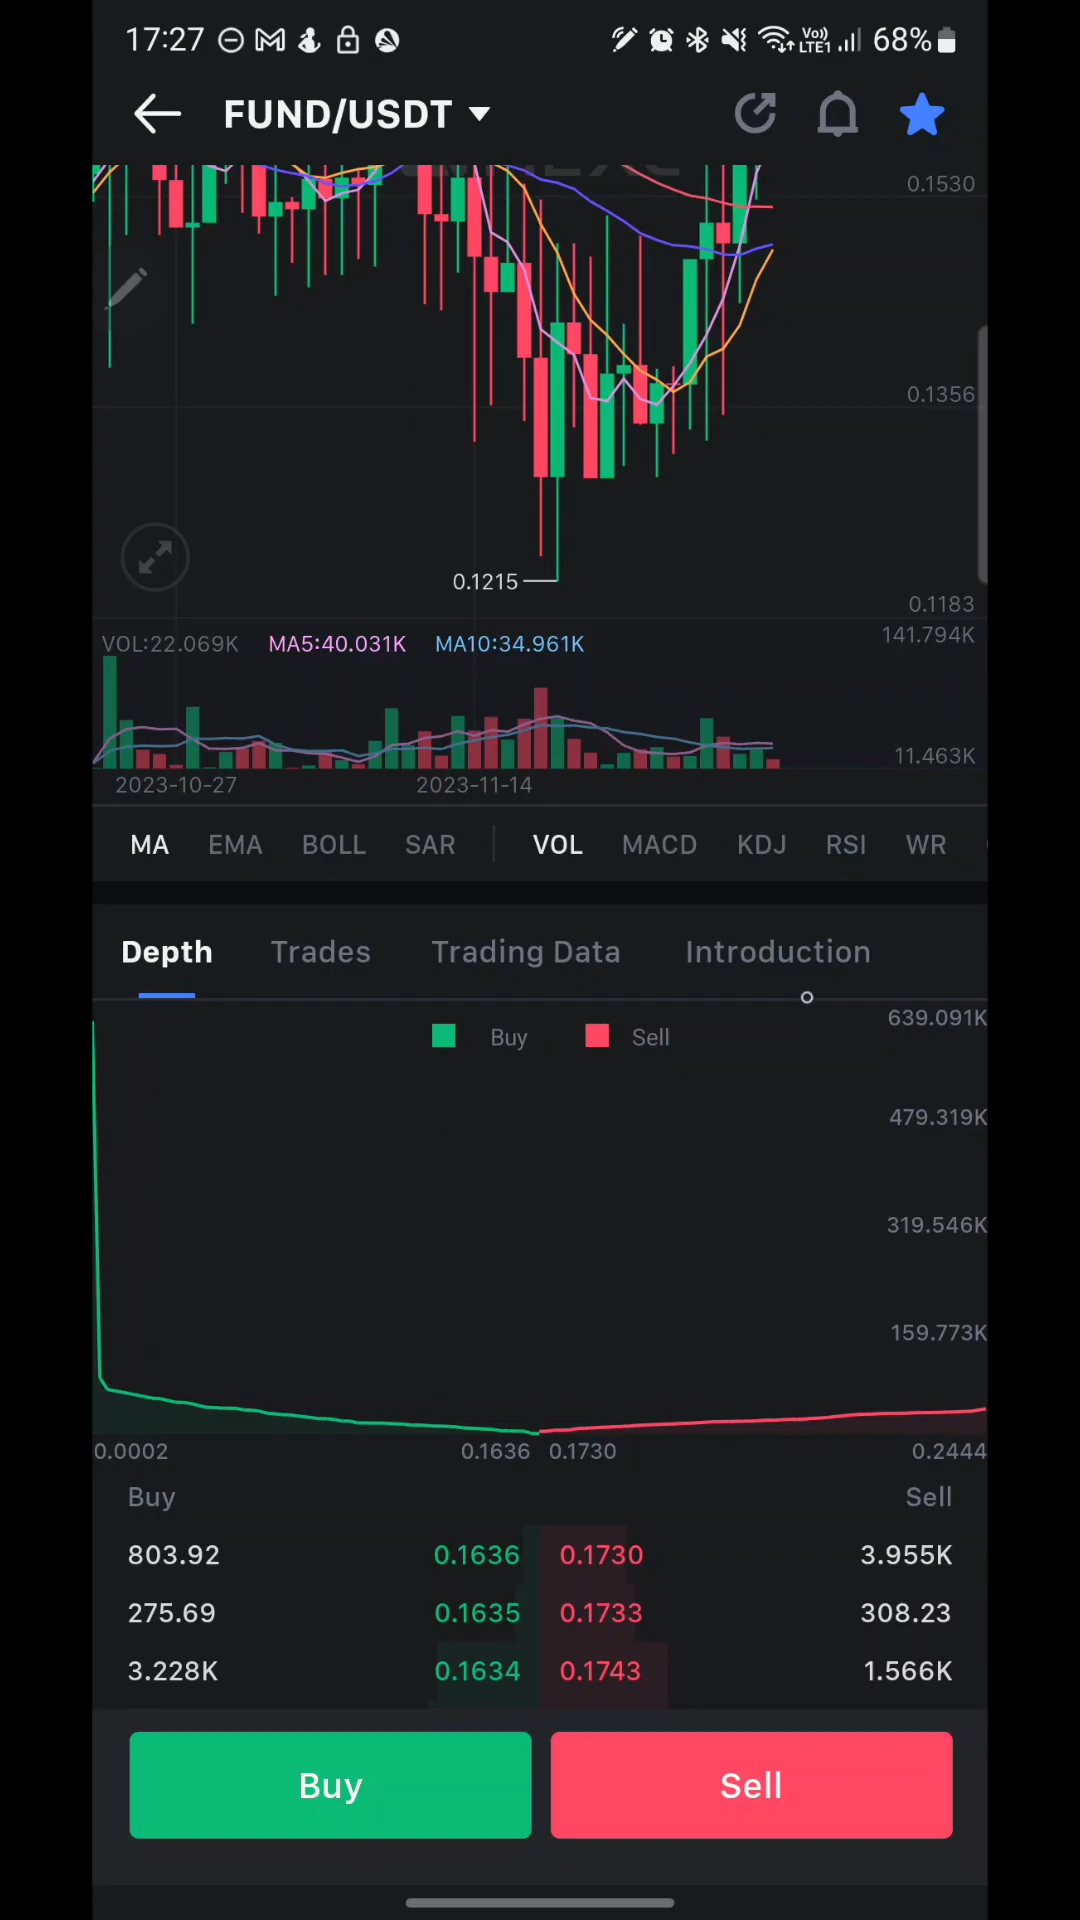 17:27 Vo)) LTE1 68%
FUND/USDT
0.1530
0.1356
0.1215
0.1183
VOL:22.069K MA5:40.031K MA10:34.961K 141.794K
11.463K
2023-10-27 2023-11-14
MA EMA BOLL SAR VOL MACD KDJ RSI WR
Depth Trades Trading Data Introduction
639.091K
Buy Sell
479.319K
319.546K
159.773K
0.0002 0.1636 0.1730 0.2444
Buy Sell
803.92 0.1636 0.1730 3.955K
275.69 0.1635 0.1733 308.23
3.228K 0.1634 0.1743 1.566K
Buy Sell